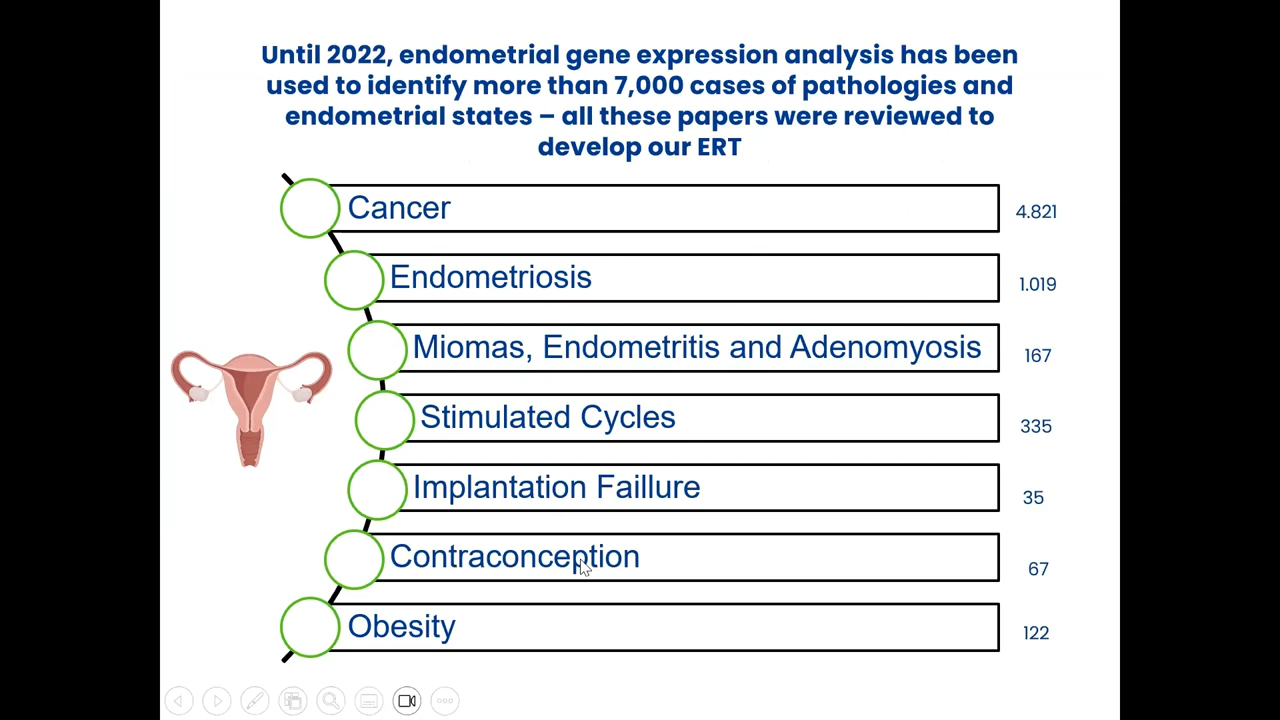 Until 2022, endometrial gene expression analysis has been
used to identify more than 7,000 cases of pathologies and
endometrial states – all these papers were reviewed to
develop our ERT
Cancer
4.821
Endometriosis
1.019
Miomas, Endometritis and Adenomyosis
167
Stimulated Cycles
335
Implantation Faillure
35
Contraconception
67
Obesity
122